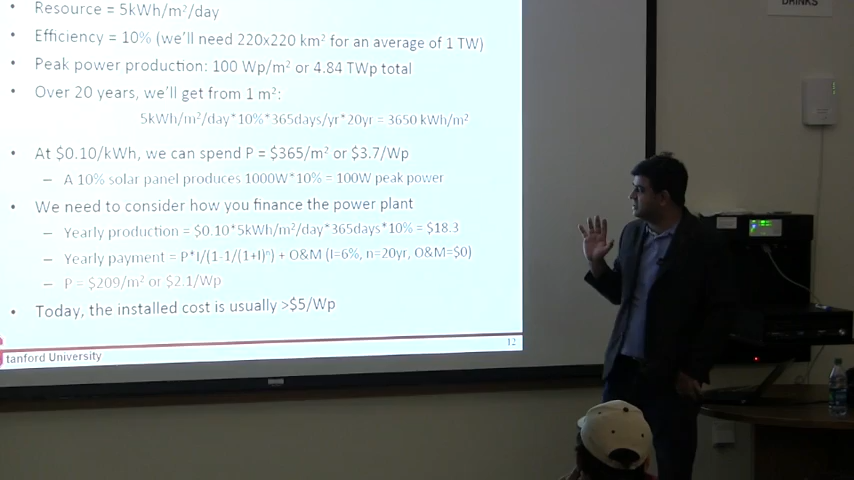 DRINKS
• Resource = 5kWh/m²/day
• Efficiency = 10% (we'll need 220x220 km² for an average of 1 TW)
• Peak power production: 100 Wp/m² or 4.84 TWp total
• Over 20 years, we'll get from 1 m²:
5kWh/m²/day*10%*365days/yr*20yr = 3650 kWh/m²
• At $0.10/kWh, we can spend P = $365/m² or $3.7/Wp
– A 10% solar panel produces 1000W*10% = 100W peak power
• We need to consider how you finance the power plant
– Yearly production = $0.10*5kWh/m²/day*365days*10% = $18.3
– Yearly payment = P*I/(1-1/(1+I)ⁿ) + O&M (I=6%, n=20yr, O&M=$0)
– P = $209/m² or $2.1/Wp
• Today, the installed cost is usually >$5/Wp
tanford University
12